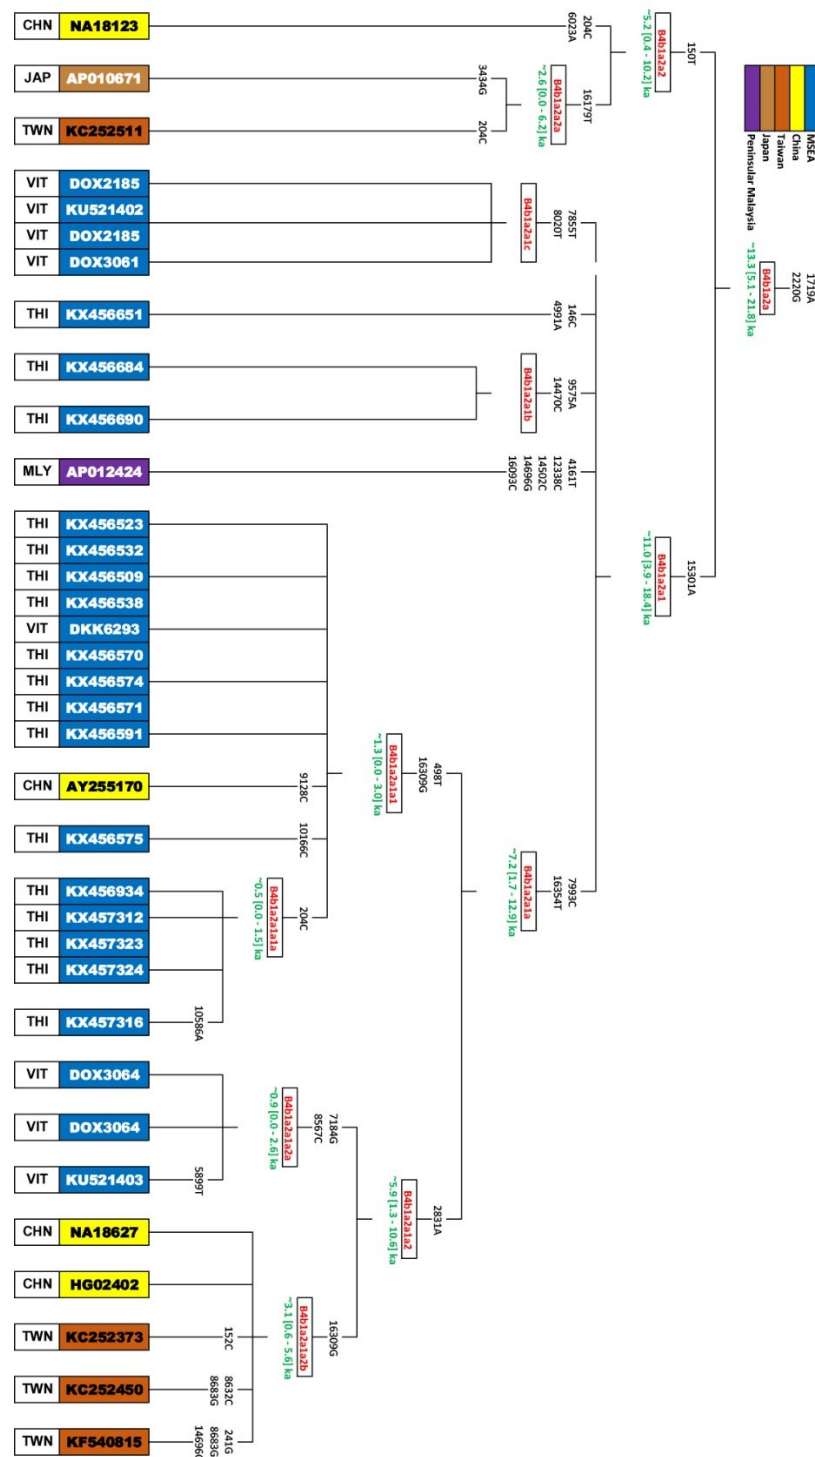 MSEA
China
Taiwan
Japan
Peninsular Malaysia
1719A
2220G
B4b1a2a
~13.3 [5.1 - 21.8] ka
150T
B4b1a2a2
~5.2 [0.4 - 10.2] ka
204C
6023A
CHN NA18123
16179T
B4b1a2a2a
~2.6 [0.0 - 6.2] ka
3434G
JAP AP010671
204C
TWN KC252511
15301A
B4b1a2a1
~11.0 [3.9 - 18.4] ka
7855T
8020T
B4b1a2a1c
VIT DOX2185
VIT KU521402
VIT DOX2185
VIT DOX3061
146C
4991A
THI KX456651
9575A
14470C
B4b1a2a1b
THI KX456684
THI KX456690
4161T
12338C
14502C
14696G
16093C
MLY AP012424
7993C
16354T
B4b1a2a1a
~7.2 [1.7 - 12.9] ka
498T
16309G
B4b1a2a1a1
~1.3 [0.0 - 3.0] ka
THI KX456523
THI KX456532
THI KX456509
THI KX456538
VIT DKK6293
THI KX456570
THI KX456574
THI KX456571
THI KX456591
9128C
CHN AY255170
10166C
THI KX456575
204C
B4b1a2a1a1a
~0.5 [0.0 - 1.5] ka
THI KX456934
THI KX457312
THI KX457323
THI KX457324
10586A
THI KX457316
2831A
B4b1a2a1a2
~5.9 [1.3 - 10.6] ka
7184G
8567C
B4b1a2a1a2a
~0.9 [0.0 - 2.6] ka
VIT DOX3064
VIT DOX3064
5899T
VIT KU521403
16309G
B4b1a2a1a2b
~3.1 [0.6 - 5.6] ka
CHN NA18627
CHN HG02402
152C
TWN KC252373
8632C
8683G
TWN KC252450
241G
8683G
TWN KF540815